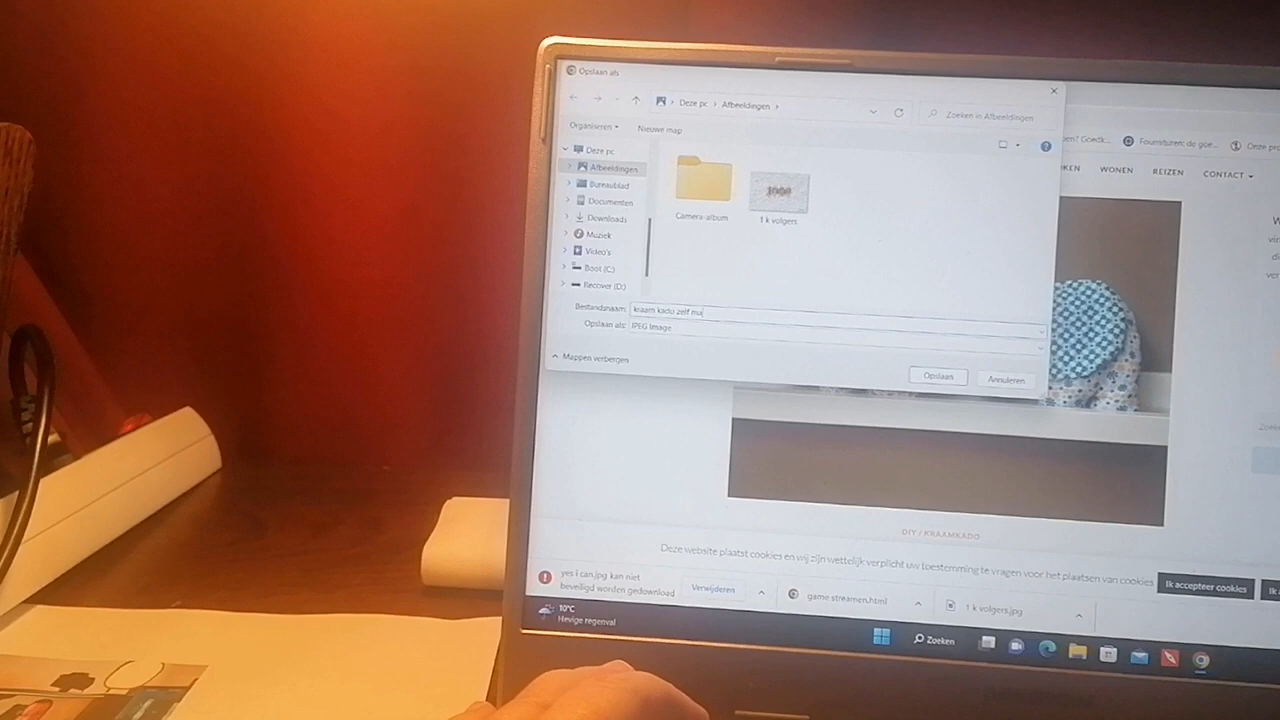 Opslaan als
Deze pc > Afbeeldingen >
Zoeken in Afbeeldingen
Organiseren
Nieuwe map
Deze pc
Afbeeldingen
Bureaublad
Documenten
Downloads
Muziek
Video's
Boot (C:)
Recover (D:)
Camera-album
1 k volgers
Bestandsnaam: kraam kado zelf ma
Opslaan als: JPEG Image
Mappen verbergen
Opslaan
Annuleren
Fournituren: de goe...
Onze pro
WONEN
REIZEN
CONTACT
DIY / KRAAMKADO
Deze website plaatst cookies en wij zijn wettelijk verplicht uw toestemming te vragen voor het plaatsen van cookies
Ik accepteer cookies
Ik
yes i can.jpg kan niet
beveiligd worden gedownload
Verwijderen
game streamen.html
1 k volgers.jpg
10°C
Hevige regenval
Zoeken